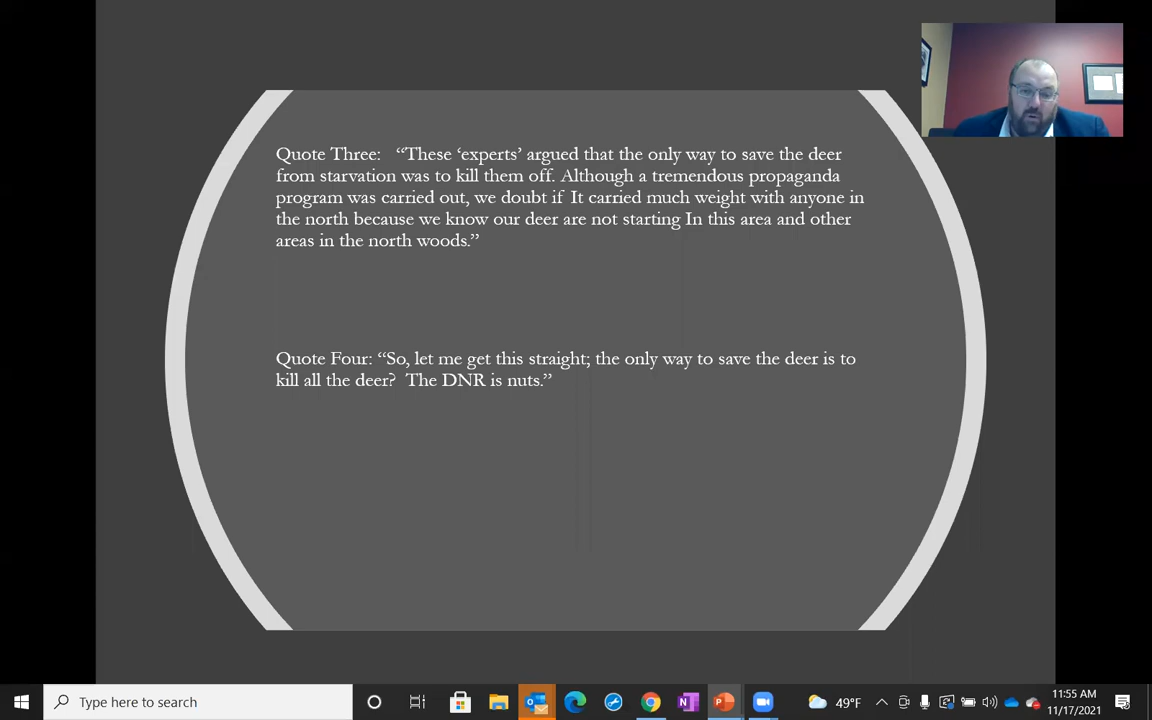 Quote Three:   “These ‘experts’ argued that the only way to save the deer
from starvation was to kill them off. Although a tremendous propaganda
program was carried out, we doubt if  It carried much weight with anyone in
the north because we know our deer are not starting In this area and other
areas in the north woods.”
Quote Four: “So, let me get this straight; the only way to save the deer is to
kill all the deer?  The DNR is nuts.”
Type here to search
49°F
11:55 AM
11/17/2021